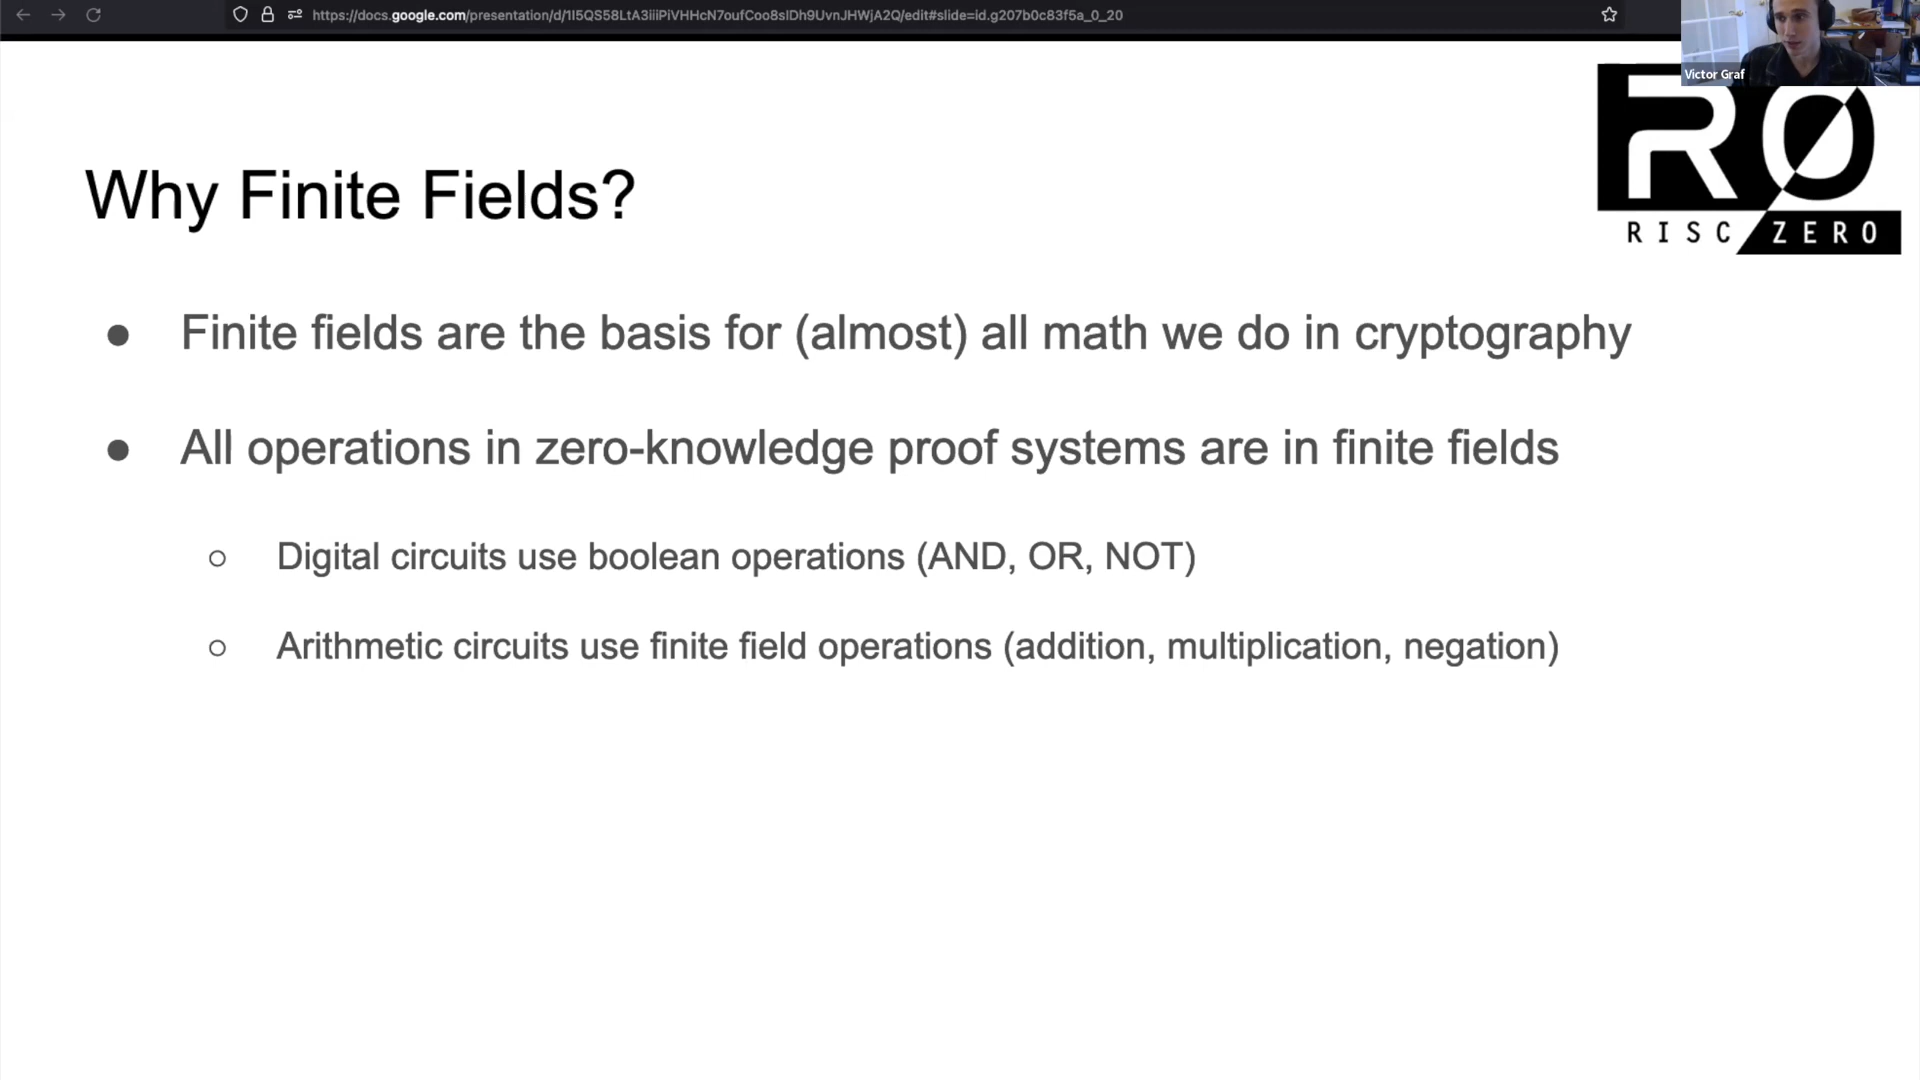 https://docs.google.com/presentation/d/1I5QS58LtA3iiiPiVHHcN7oufCoo8slDh9UvnJHWjA2Q/edit#slide=id.g207b0c83f5a_0_20
Victor Graf
R0
RISC ZERO
Why Finite Fields?
● Finite fields are the basis for (almost) all math we do in cryptography
● All operations in zero-knowledge proof systems are in finite fields
○ Digital circuits use boolean operations (AND, OR, NOT)
○ Arithmetic circuits use finite field operations (addition, multiplication, negation)